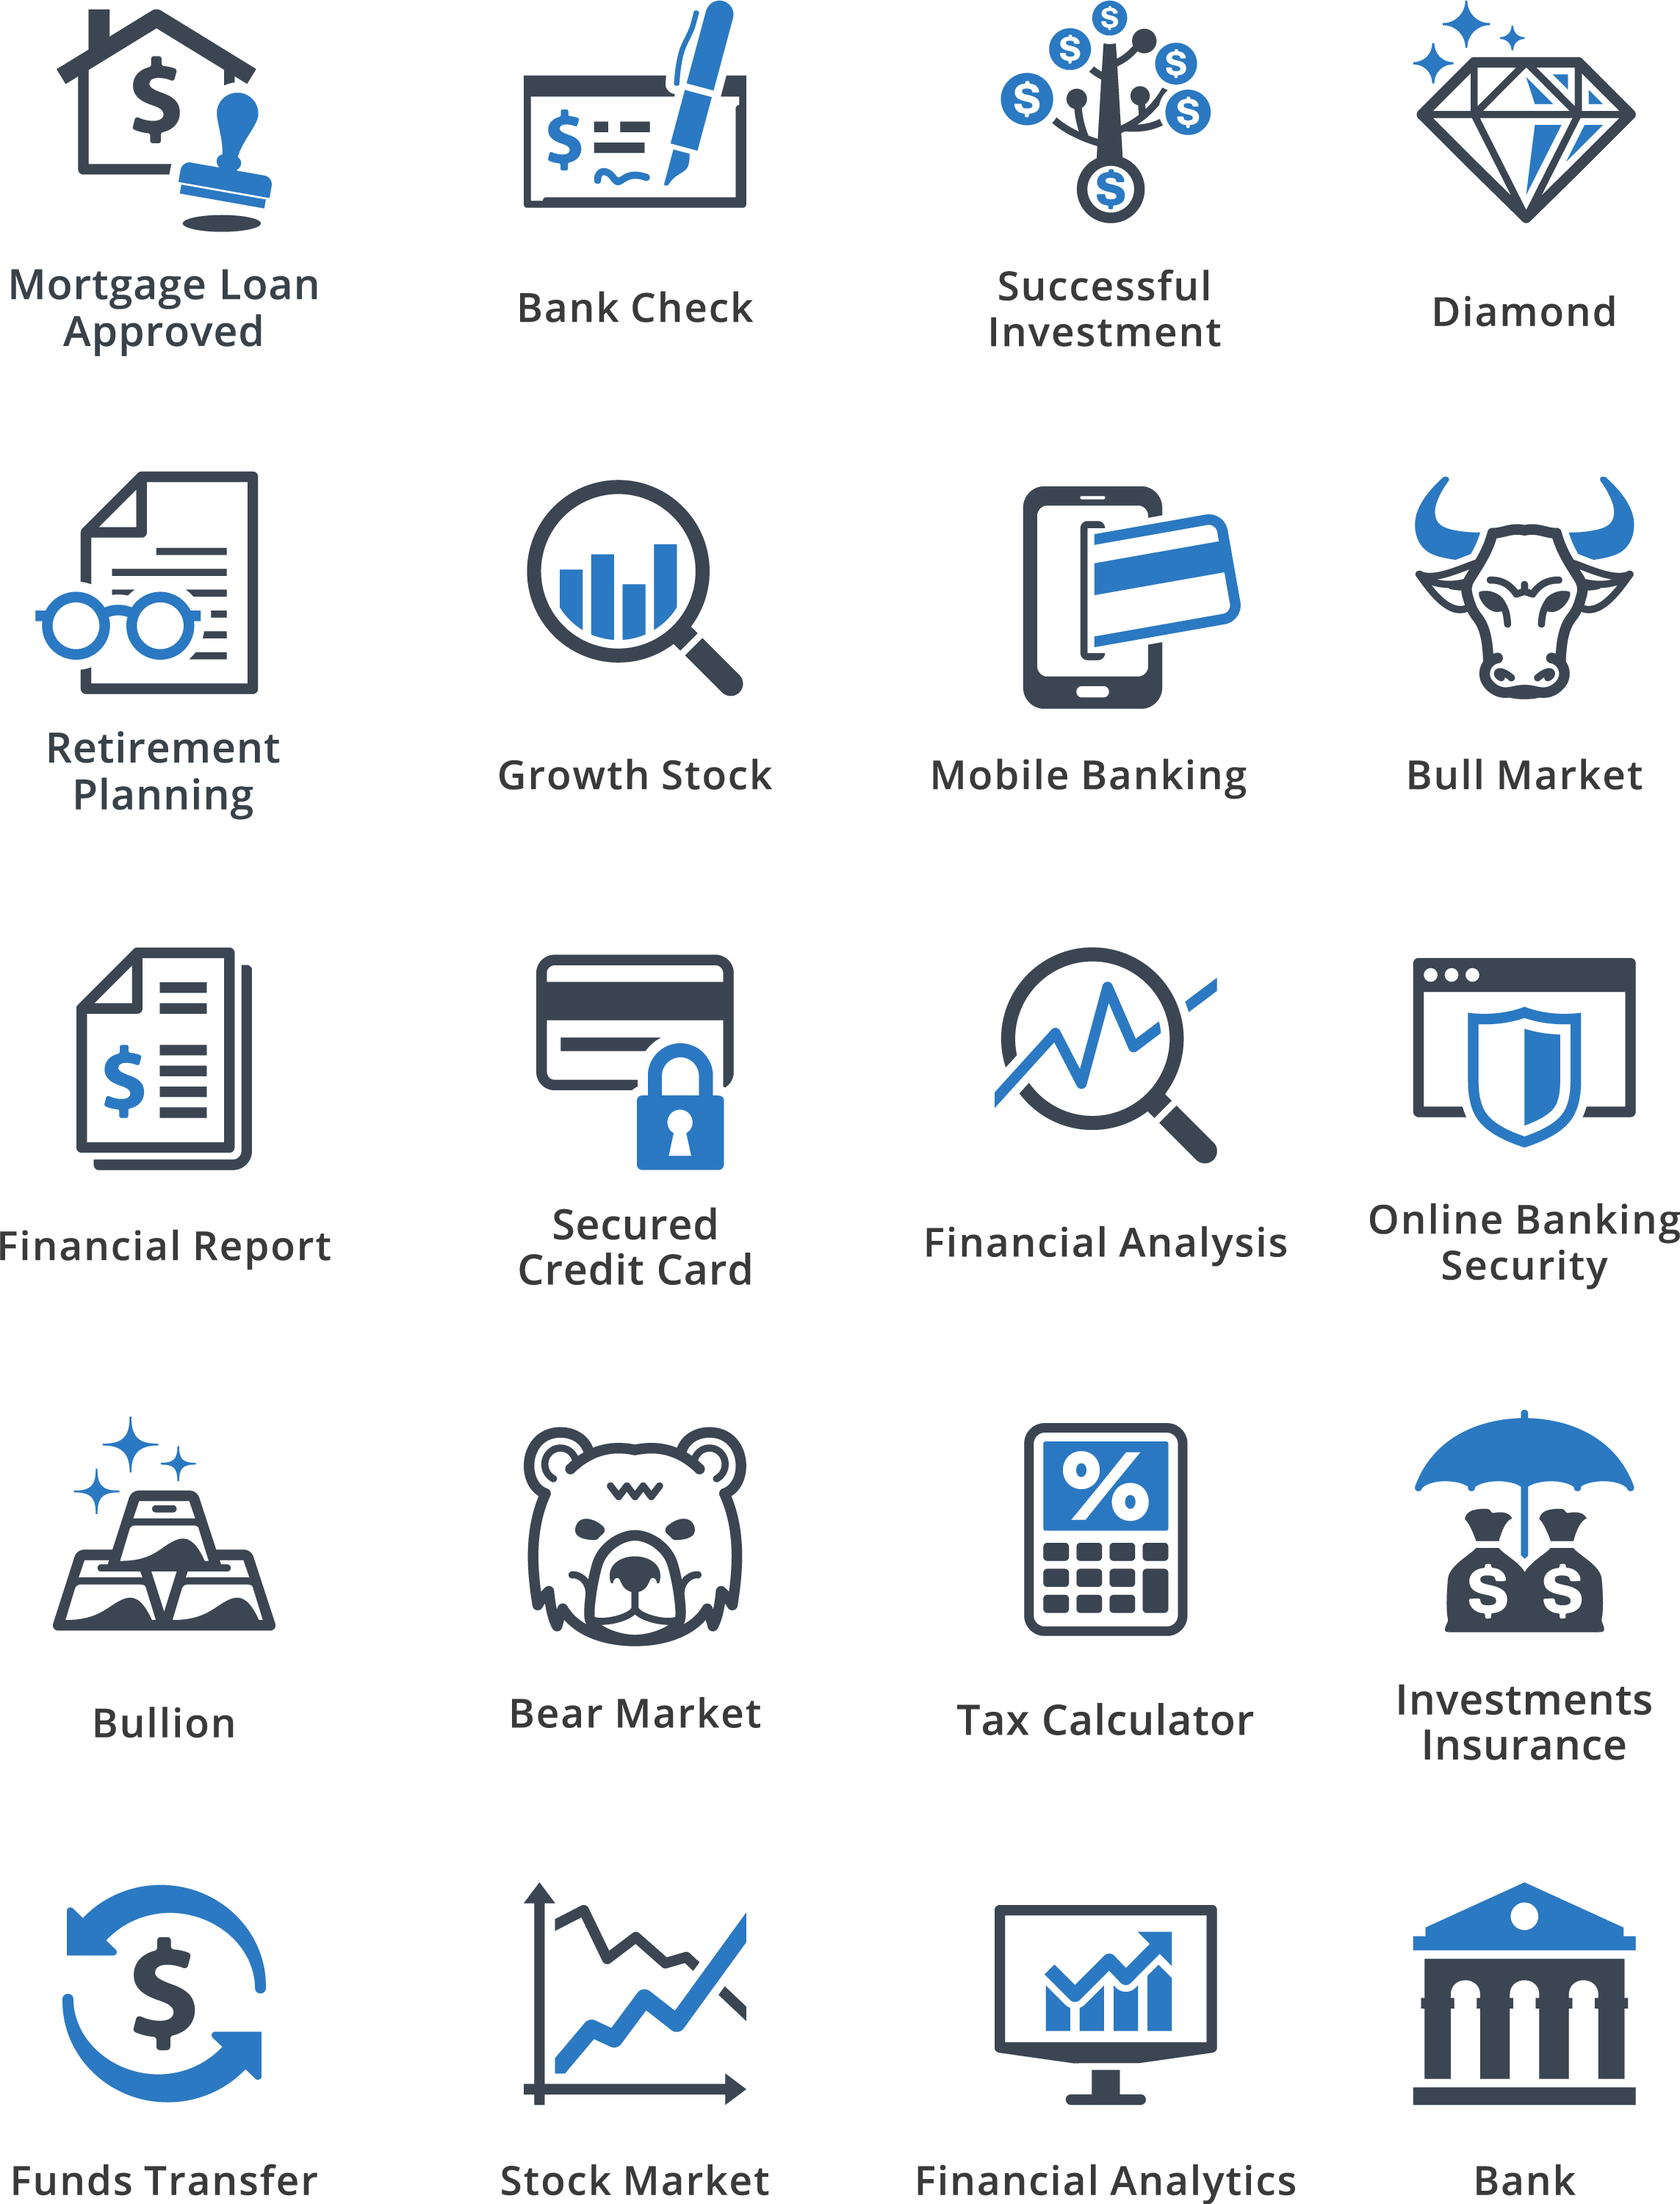 Mortgage Loan
Approved
Bank Check
Successful
Investment
Diamond
Retirement
Planning
Growth Stock
Mobile Banking
Bull Market
Financial Report
Secured
Credit Card
Financial Analysis
Online Banking
Security
Bullion
Bear Market
Tax Calculator
Investments
Insurance
Funds Transfer
Stock Market
Financial Analytics
Bank